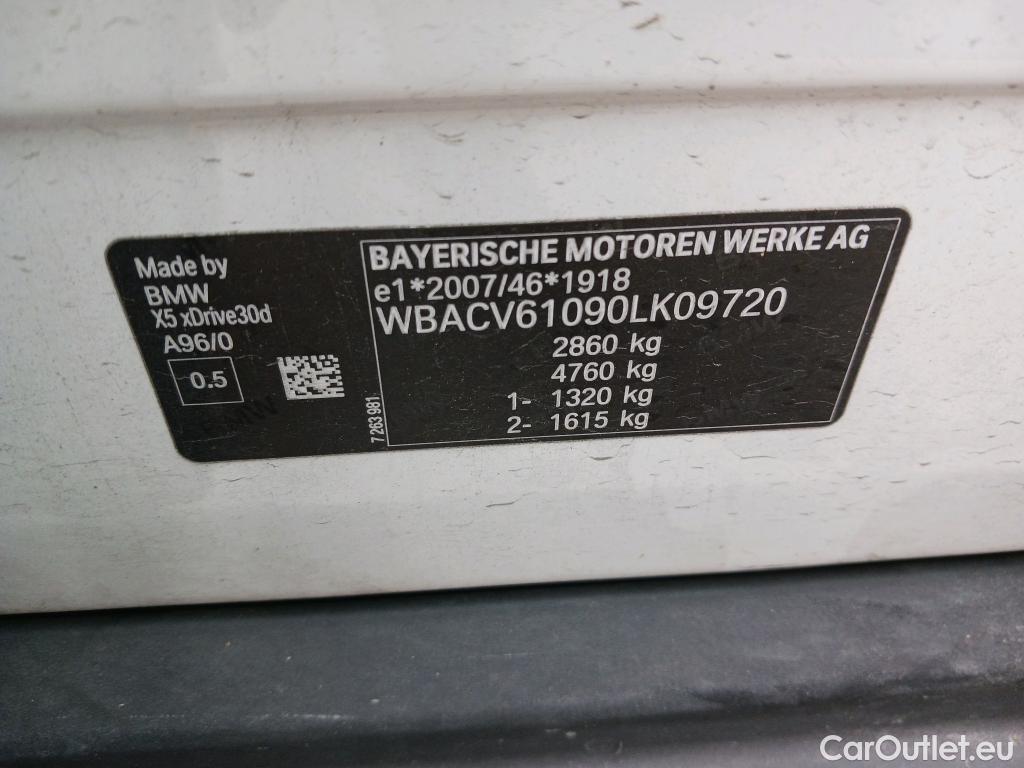 Made by
BMW
X5 xDrive30d
A96/0
0.5
7 263 981
BAYERISCHE MOTOREN WERKE AG
e1*2007/46*1918
WBACV61090LK09720
2860 kg
4760 kg
1- 1320 kg
2- 1615 kg
CarOutlet.eu